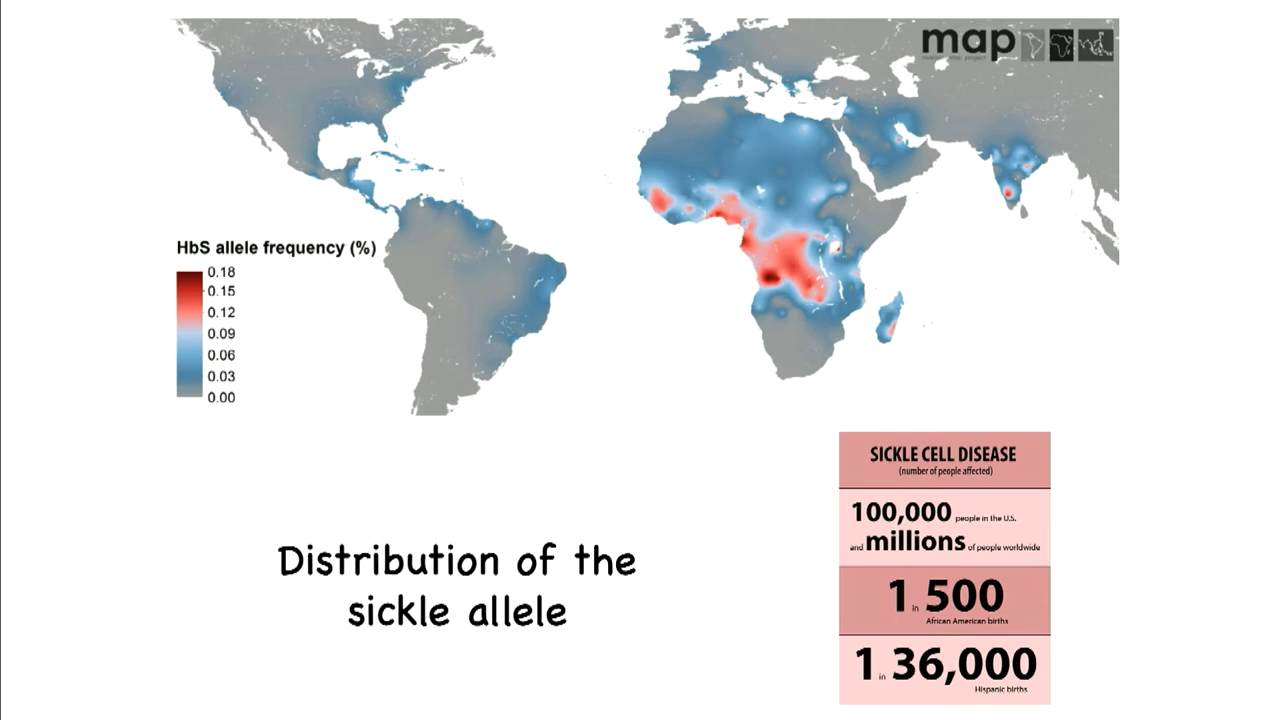 map
HbS allele frequency (%)
0.18
0.15
0.12
0.09
0.06
0.03
0.00
SICKLE CELL DISEASE
(number of people affected)
100,000 people in the U.S.
and millions of people worldwide
1 in 500
African American births
1 in 36,000
Hispanic births
Distribution of the
sickle allele